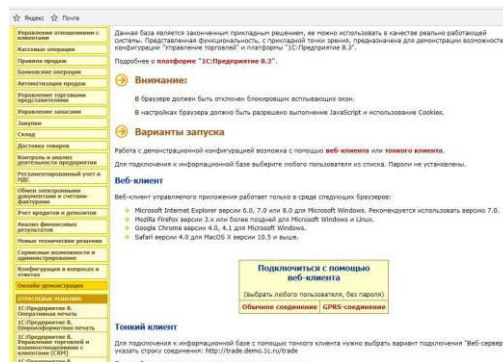 Яндекс Почта
Управление отношениями с
клиентами
Кассовые операции
Правила продаж
Банковские операции
Автоматизация продаж
Управление торговыми
представителями
Управление запасами
Закупки
Склад
Доставка товаров
Контроль и анализ
деятельности предприятия
Регламентированный учет и
НДС
Обмен электронными
документами и счетами-
фактурами
Учет кредитов и депозитов
Анализ финансовых
результатов
Новые технические решения
Сервисные возможности и
администрирование
Конфигурация в вопросах и
ответах
Онлайн-демонстрация
ОТРАСЛЕВЫЕ РЕШЕНИЯ:
1С:Предприятие 8.
Оперативная печать
1С:Предприятие 8.
Широкоформатная печать
1С:Предприятие 8.
Управление торговлей и
взаимоотношениями с
клиентами (CRM)
1С:Предприятие 8.
Данная база является законченным прикладным решением, ее можно использовать в качестве реально работающей
системы. Представленная функциональность, с прикладной точки зрения, предназначена для демонстрации возможносте
конфигурации "Управление торговлей" и платформы "1С:Предприятие 8.3".
Подробнее о платформе "1С:Предприятие 8.3".
Внимание:
В браузере должен быть отключен блокировщик всплывающих окон.
В настройках браузера должно быть разрешено выполнение JavaScript и использование Cookies.
Варианты запуска
Работа с демонстрационной конфигурацией возможна с помощью веб-клиента или тонкого клиента.
Для подключения к информационной базе выберите любого пользователя из списка. Пароли не установлены.
Веб-клиент
Веб-клиент управляемого приложения работает только в среде следующих браузеров:
Microsoft Internet Explorer версии 6.0, 7.0 или 8.0 для Microsoft Windows. Рекомендуется использовать версию 7.0.
Mozilla Firefox версии 3.x или более поздней для Microsoft Windows и Linux.
Google Chrome версии 4.0, 4.1 для Microsoft Windows.
Safari версии 4.0 для MacOS X версии 10.5 и выше.
Подключиться с помощью
веб-клиента
(выбрать любого пользователя, без пароля)
Обычное соединение GPRS-соединение
Тонкий клиент
Для подключения к информационной базе с помощью тонкого клиента нужно выбрать вариант подключения "Веб-серве
указать строку соединения: http://trade.demo.1c.ru/trade